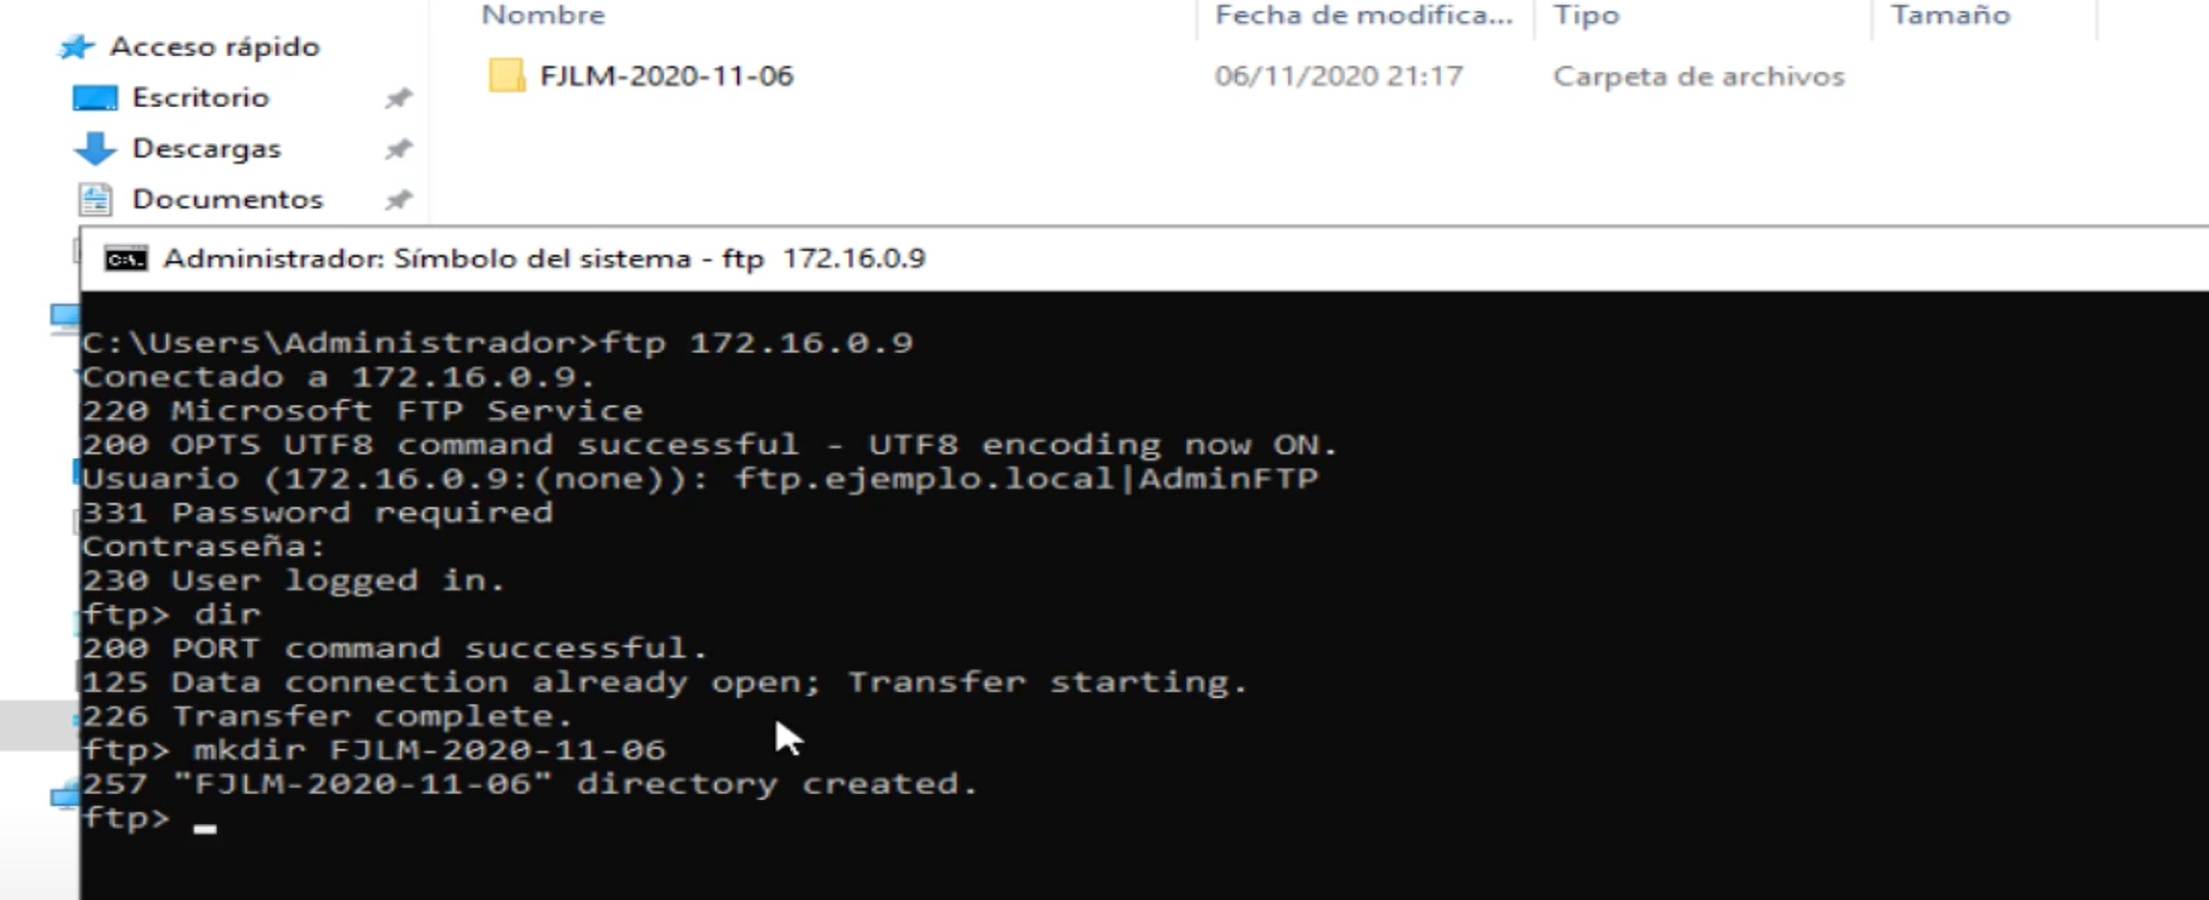 Nombre Fecha de modifica... Tipo Tamaño
Acceso rápido
FJLM-2020-11-06 06/11/2020 21:17 Carpeta de archivos
Escritorio
Descargas
Documentos
Administrador: Símbolo del sistema - ftp 172.16.0.9
C:\Users\Administrador>ftp 172.16.0.9
Conectado a 172.16.0.9.
220 Microsoft FTP Service
200 OPTS UTF8 command successful - UTF8 encoding now ON.
Usuario (172.16.0.9:(none)): ftp.ejemplo.local|AdminFTP
331 Password required
Contraseña:
230 User logged in.
ftp> dir
200 PORT command successful.
125 Data connection already open; Transfer starting.
226 Transfer complete.
ftp> mkdir FJLM-2020-11-06
257 "FJLM-2020-11-06" directory created.
ftp>